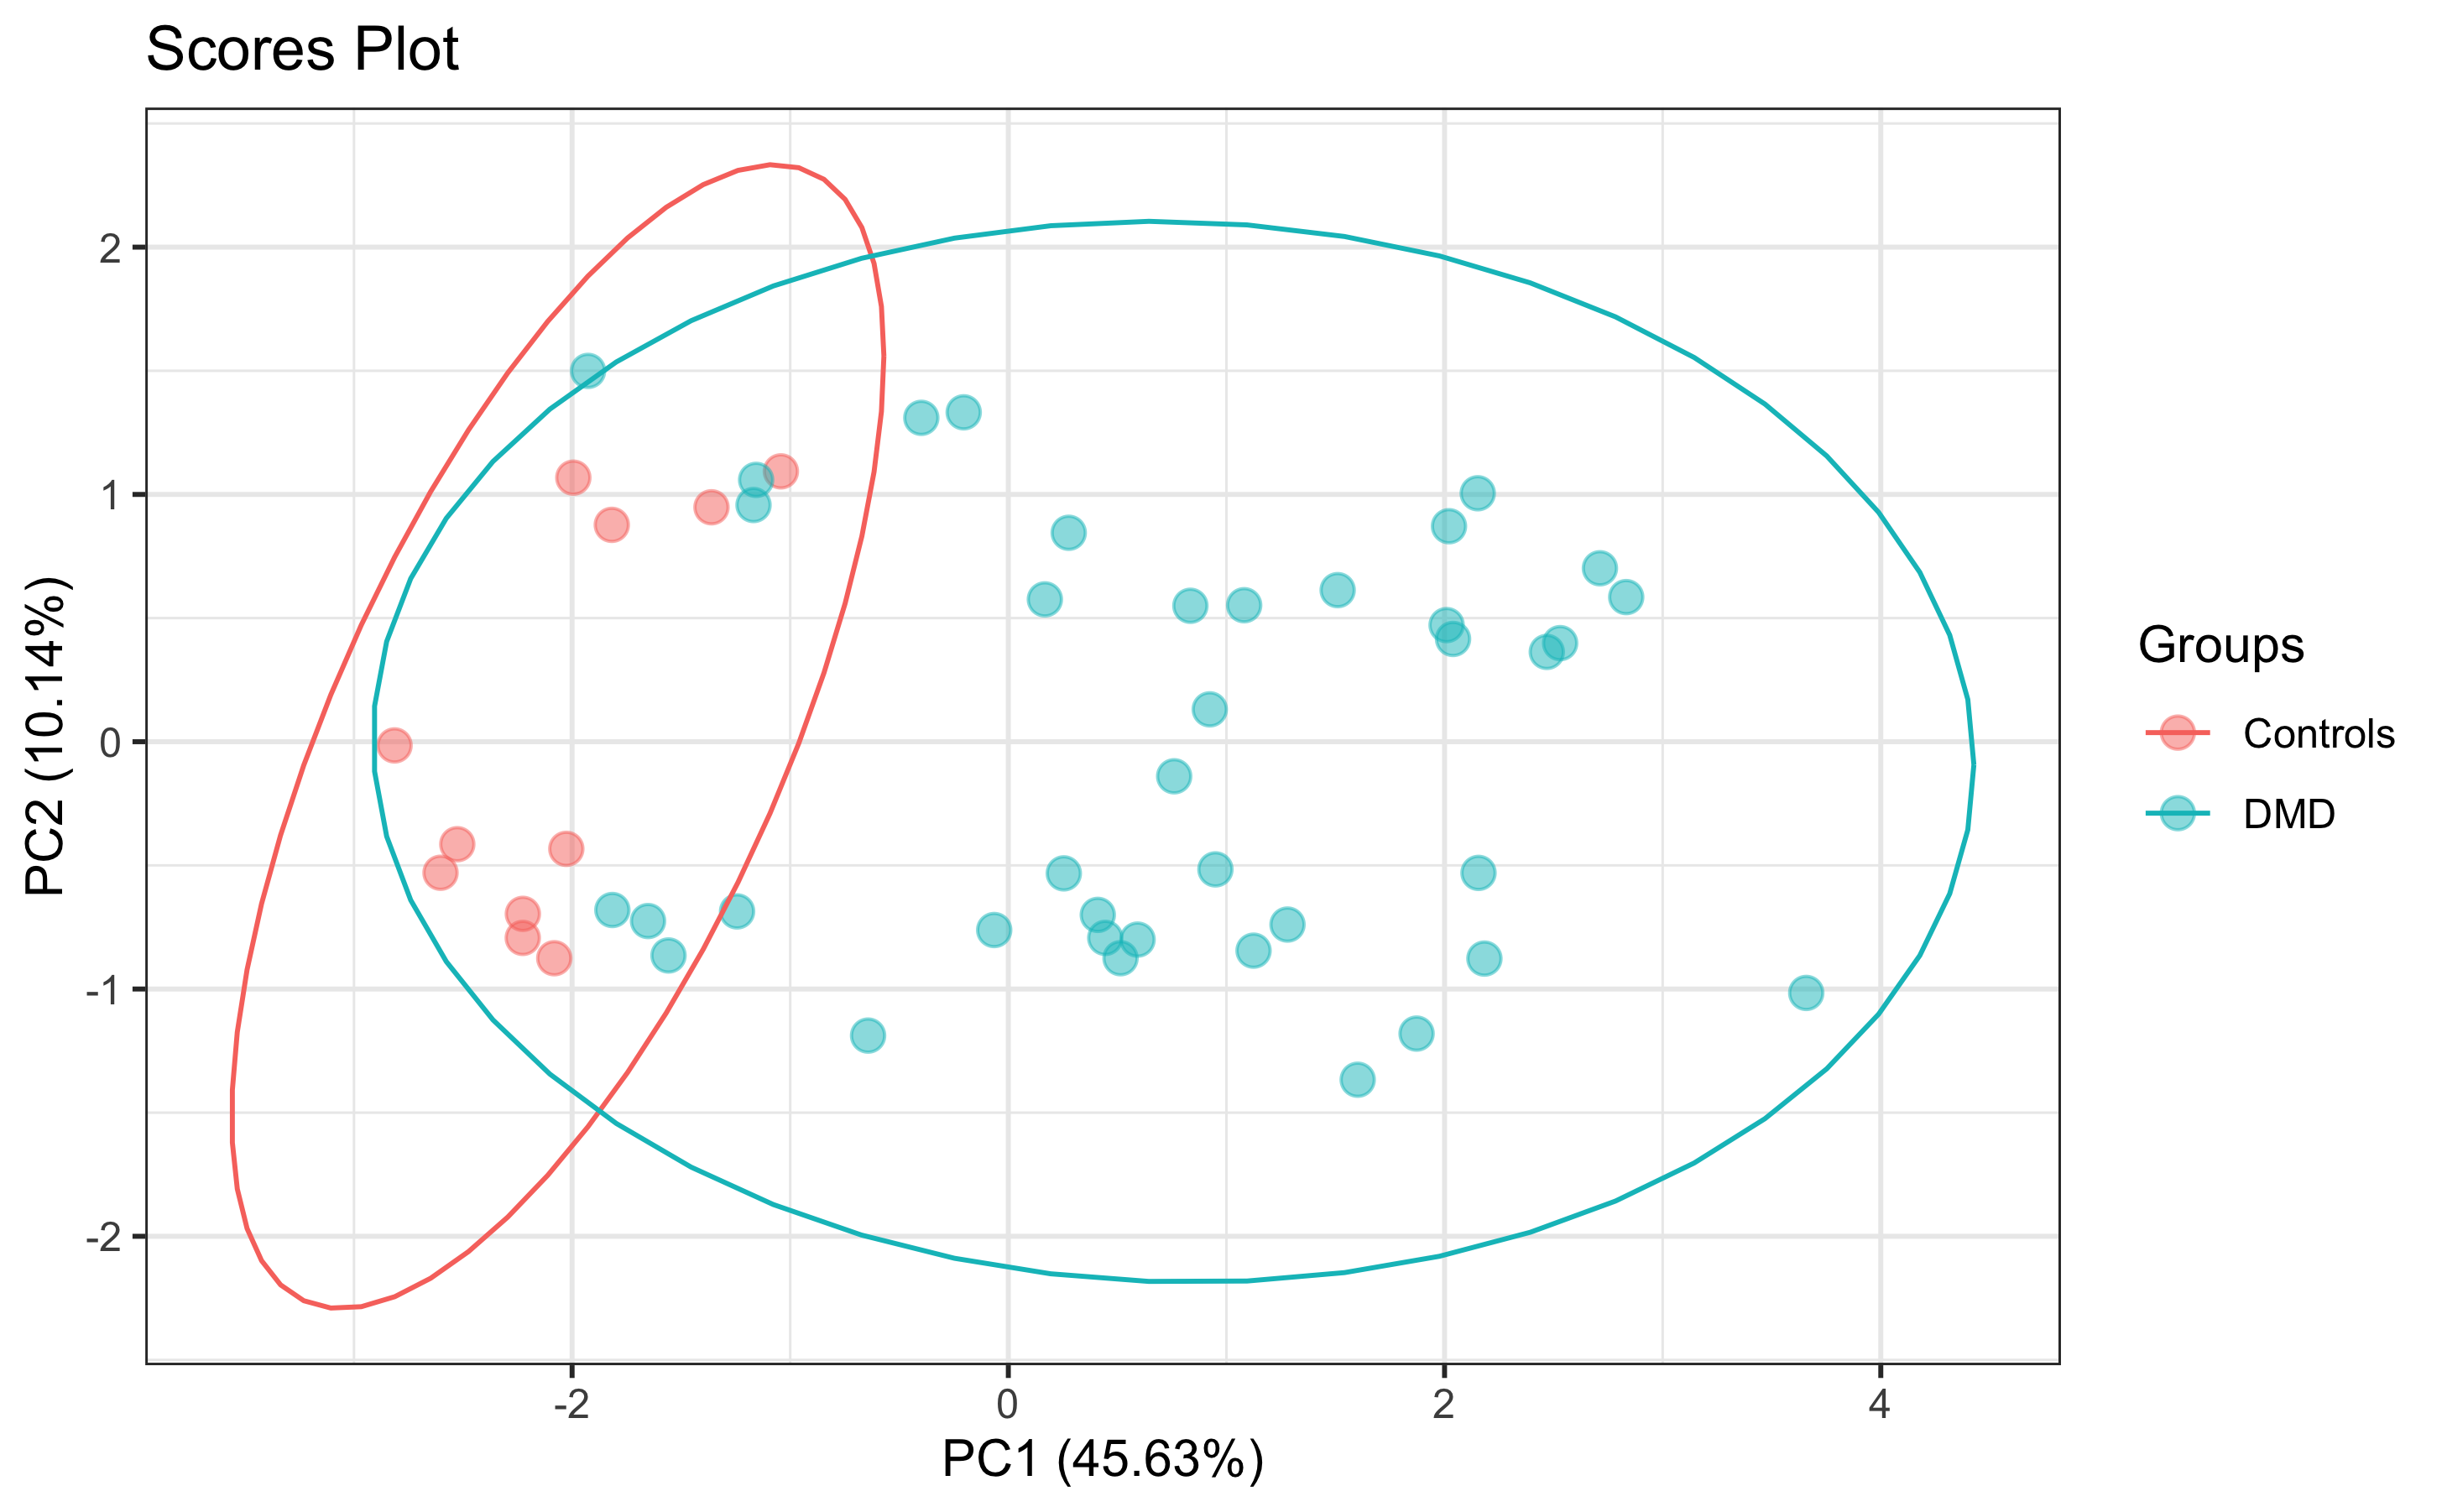 Scores Plot
PC2 (10.14%)
2
1
0
-1
-2
-2
0
2
4
PC1 (45.63%)
Groups
Controls
DMD